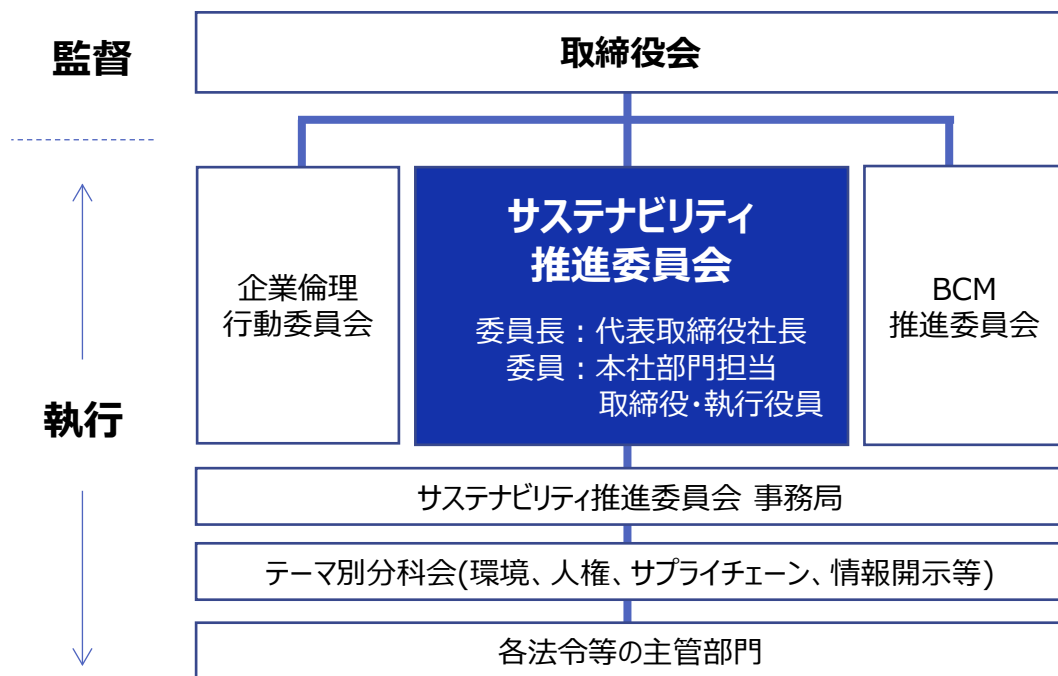 監督
取締役会
企業倫理
行動委員会
サステナビリティ
推進委員会
委員長：代表取締役社長
委員：本社部門担当
取締役・執行役員
BCM
推進委員会
執行
サステナビリティ推進委員会 事務局
テーマ別分科会(環境、人権、サプライチェーン、情報開示等)
各法令等の主管部門